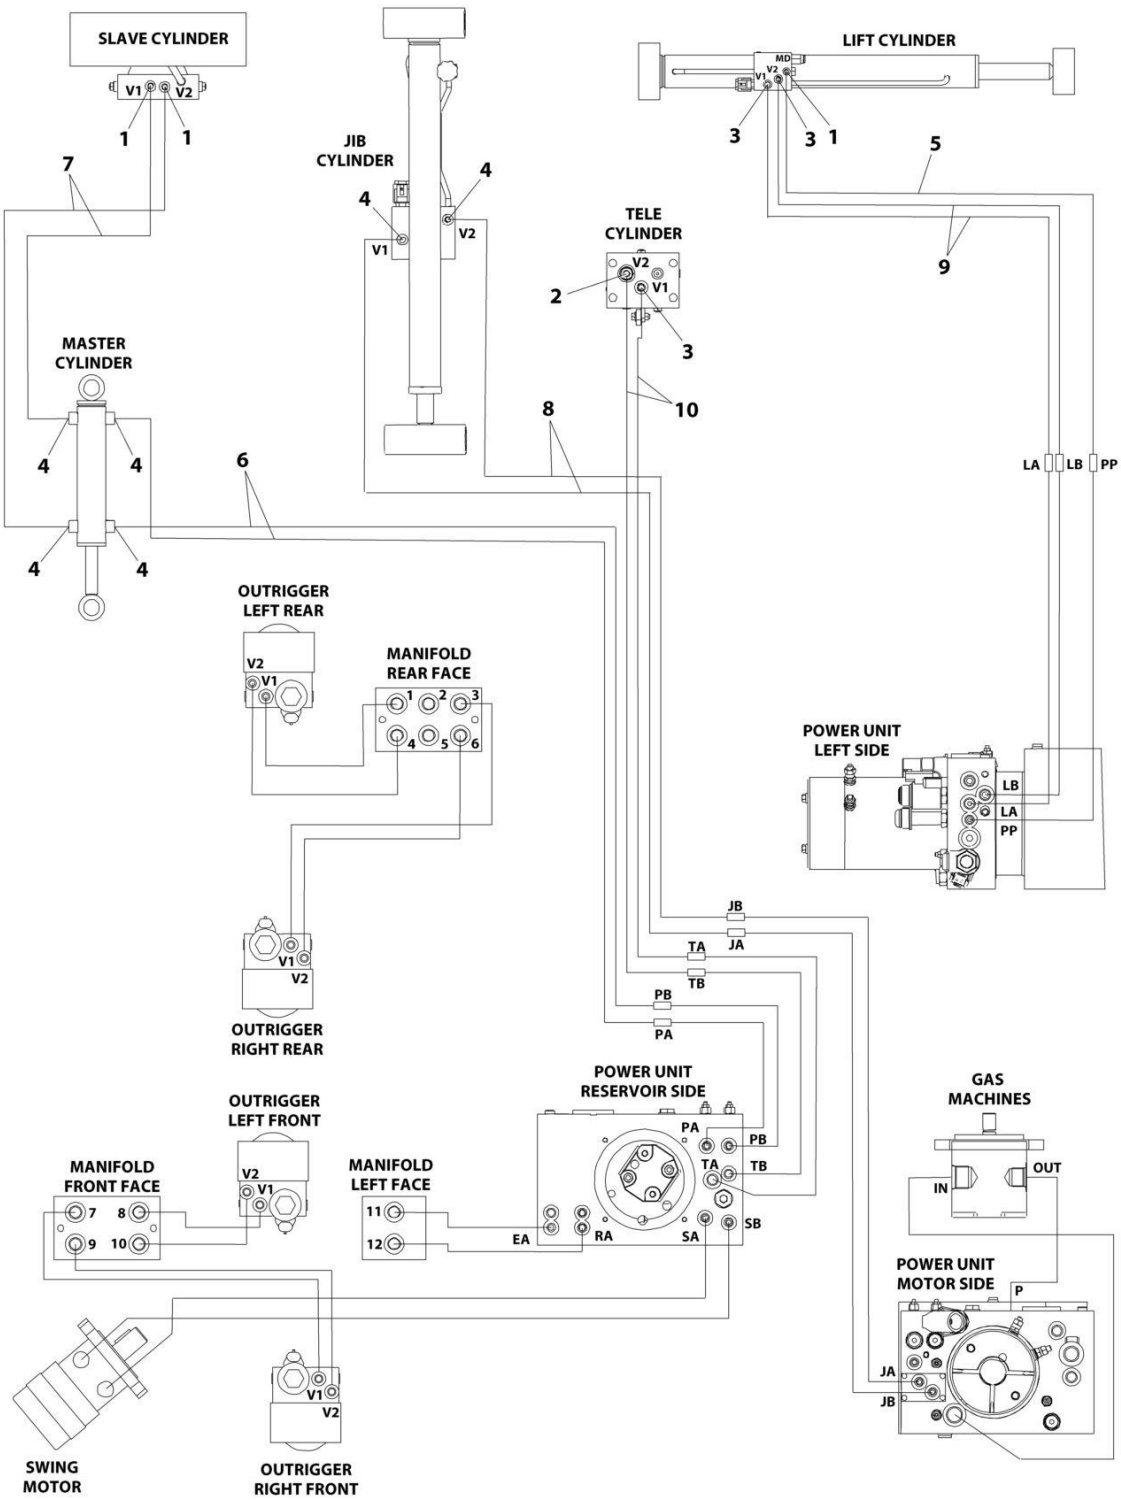 SLAVE CYLINDER
V1
V2
1
1
7
JIB
CYLINDER
4
4
V1
V2
LIFT CYLINDER
MD
V2
V1
3
3
1
5
9
TELE
CYLINDER
V2
V1
2
3
10
MASTER
CYLINDER
4
4
4
4
6
8
LA
LB
PP
OUTRIGGER
LEFT REAR
V2
V1
MANIFOLD
REAR FACE
1
2
3
4
5
6
POWER UNIT
LEFT SIDE
LB
LA
PP
V1
V2
OUTRIGGER
RIGHT REAR
JB
JA
TA
TB
PB
PA
POWER UNIT
RESERVOIR SIDE
PA
PB
TA
TB
EA
RA
SA
SB
GAS
MACHINES
IN
OUT
OUTRIGGER
LEFT FRONT
V2
V1
MANIFOLD
FRONT FACE
7
8
9
10
MANIFOLD
LEFT FACE
11
12
POWER UNIT
MOTOR SIDE
P
JA
JB
V1
V2
SWING
MOTOR
OUTRIGGER
RIGHT FRONT